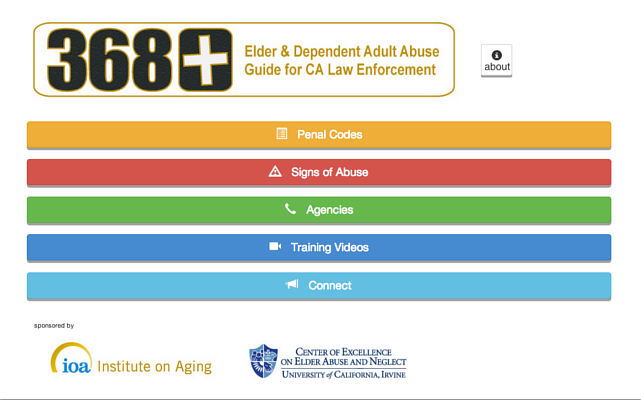 368+
Elder & Dependent Adult Abuse
Guide for CA Law Enforcement
about
Penal Codes
Signs of Abuse
Agencies
Training Videos
Connect
sponsored by
ioa Institute on Aging
CENTER OF EXCELLENCE
ON ELDER ABUSE AND NEGLECT
UNIVERSITY of CALIFORNIA, IRVINE